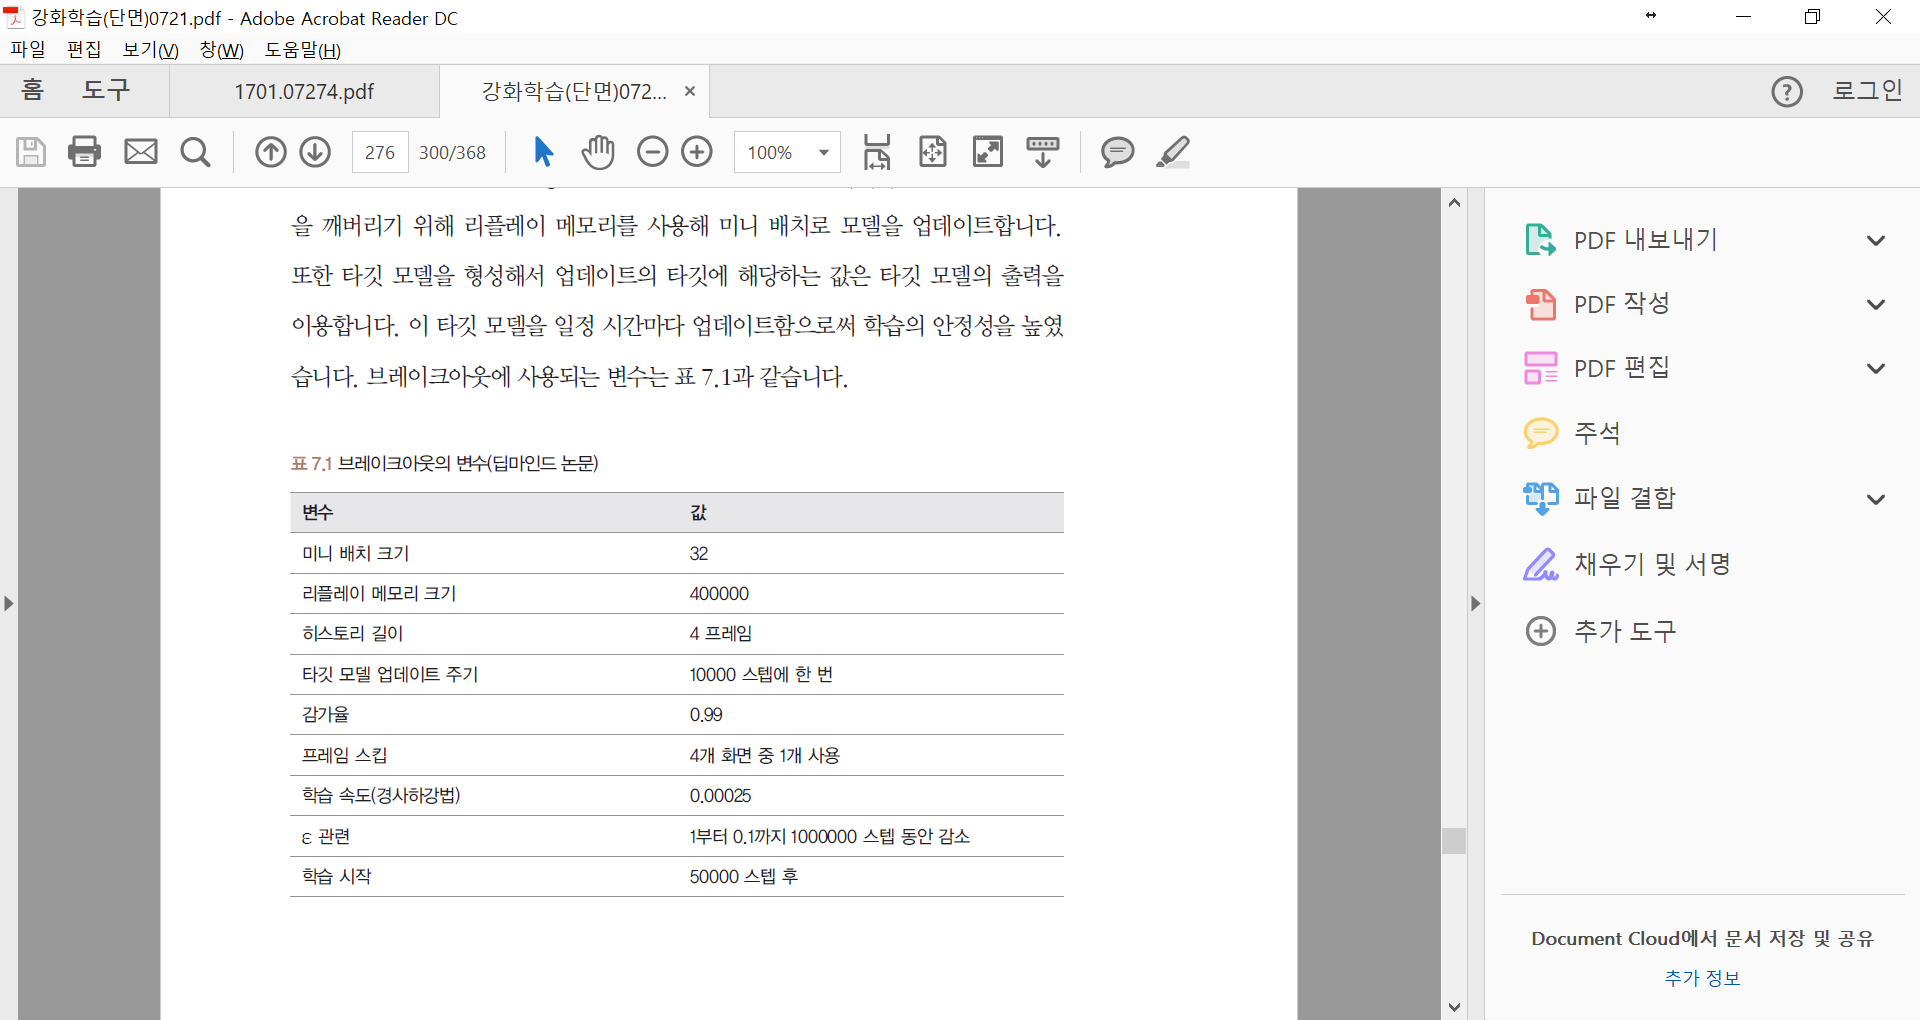 강화학습(단면)0721.pdf - Adobe Acrobat Reader DC
파일 편집 보기(V) 창(W) 도움말(H)
홈 도구 1701.07274.pdf 강화학습(단면)072... × 로그인
276 300/368 100%
을 깨버리기 위해 리플레이 메모리를 사용해 미니 배치로 모델을 업데이트합니다.
또한 타깃 모델을 형성해서 업데이트의 타깃에 해당하는 값은 타깃 모델의 출력을
이용합니다. 이 타깃 모델을 일정 시간마다 업데이트함으로써 학습의 안정성을 높였
습니다. 브레이크아웃에 사용되는 변수는 표 7.1과 같습니다.
표 7.1 브레이크아웃의 변수(딥마인드 논문)
변수 값
미니 배치 크기 32
리플레이 메모리 크기 400000
히스토리 길이 4 프레임
타깃 모델 업데이트 주기 10000 스텝에 한 번
감가율 0.99
프레임 스킵 4개 화면 중 1개 사용
학습 속도(경사하강법) 0.00025
ε 관련 1부터 0.1까지 1000000 스텝 동안 감소
학습 시작 50000 스텝 후
PDF 내보내기
PDF 작성
PDF 편집
주석
파일 결합
채우기 및 서명
추가 도구
Document Cloud에서 문서 저장 및 공유
추가 정보